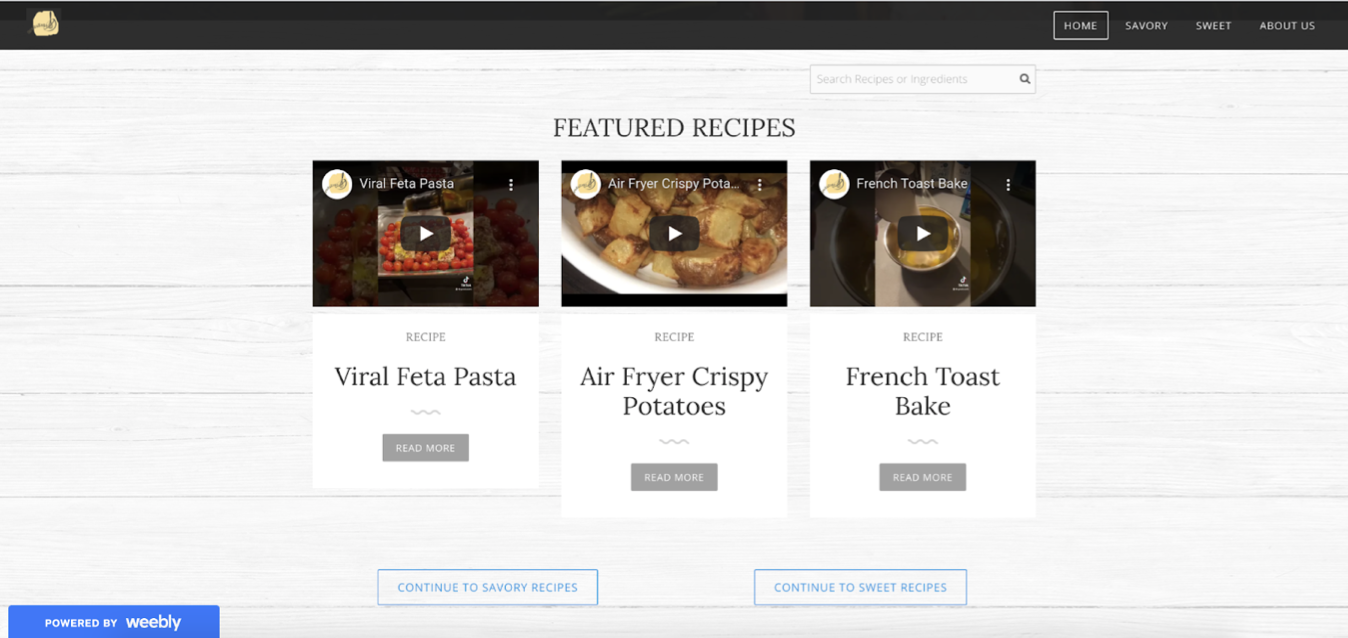 HOME SAVORY SWEET ABOUT US
Search Recipes or Ingredients
FEATURED RECIPES
Viral Feta Pasta
Air Fryer Crispy Pota...
French Toast Bake
RECIPE
Viral Feta Pasta
READ MORE
RECIPE
Air Fryer Crispy
Potatoes
READ MORE
RECIPE
French Toast
Bake
READ MORE
CONTINUE TO SAVORY RECIPES
CONTINUE TO SWEET RECIPES
POWERED BY weebly